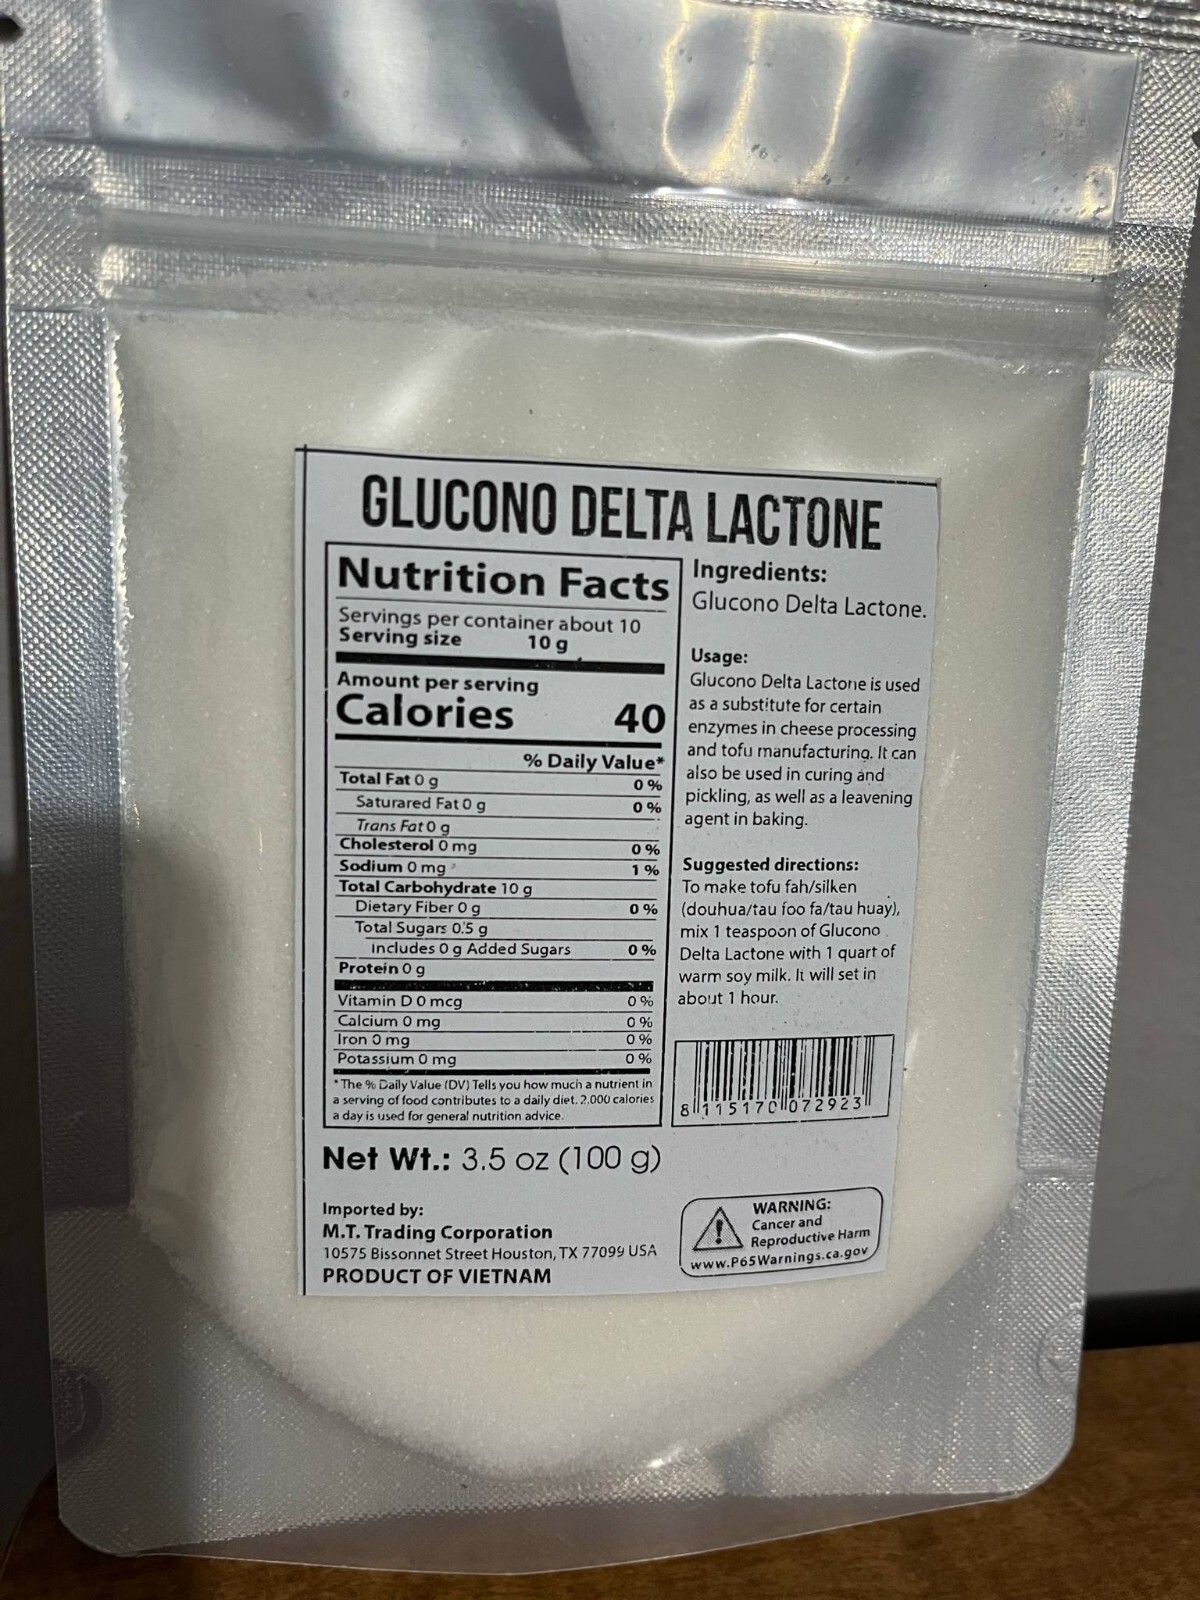 GLUCONO DELTA LACTONE
Nutrition Facts
Servings per container about 10
Serving size 10 g
Amount per serving
Calories 40
% Daily Value*
Total Fat 0 g 0 %
Saturared Fat 0 g 0 %
Trans Fat 0 g
Cholesterol 0 mg 0 %
Sodium 0 mg 1 %
Total Carbohydrate 10 g
Dietary Fiber 0 g 0 %
Total Sugars 0.5 g
includes 0 g Added Sugars 0 %
Protein 0 g
Vitamin D 0 mcg 0 %
Calcium 0 mg 0 %
Iron 0 mg 0 %
Potassium 0 mg 0 %
* The % Daily Value (DV) Tells you how much a nutrient in
a serving of food contributes to a daily diet. 2.000 calories
a day is used for general nutrition advice.
Ingredients:
Glucono Delta Lactone.
Usage:
Glucono Delta Lactone is used
as a substitute for certain
enzymes in cheese processing
and tofu manufacturing. It can
also be used in curing and
pickling, as well as a leavening
agent in baking.
Suggested directions:
To make tofu fah/silken
(douhua/tau foo fa/tau huay),
mix 1 teaspoon of Glucono
Delta Lactone with 1 quart of
warm soy milk. It will set in
about 1 hour.
8 115170 072923
Net Wt.: 3.5 oz (100 g)
Imported by:
M.T. Trading Corporation
10575 Bissonnet Street Houston, TX 77099 USA
PRODUCT OF VIETNAM
WARNING:
Cancer and
Reproductive Harm
www.P65Warnings.ca.gov